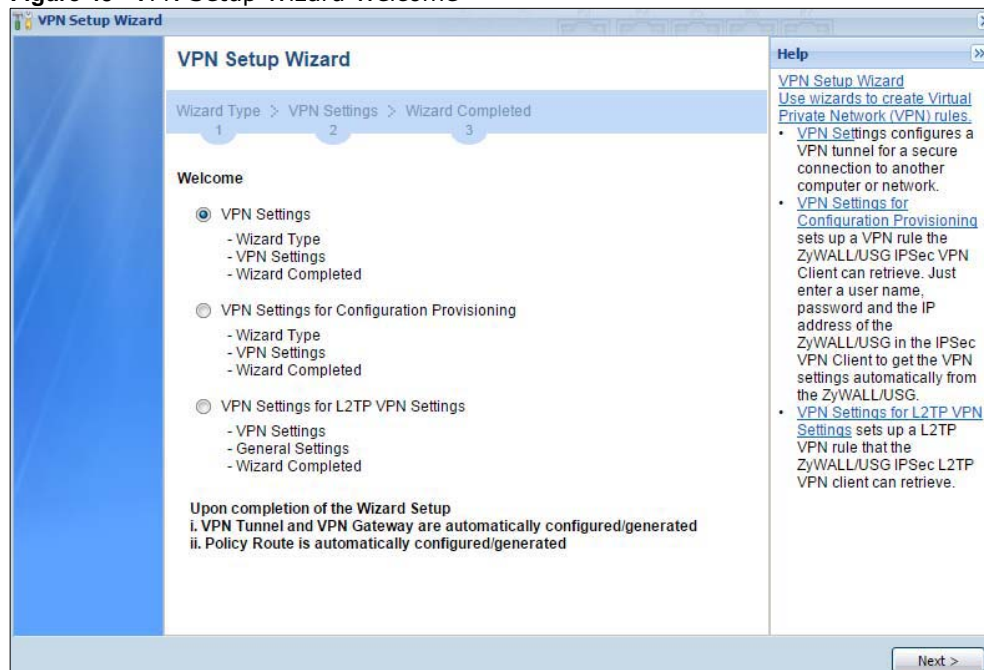 VPN Setup Wizard Welcome
VPN Setup Wizard
VPN Setup Wizard
Wizard Type > VPN Settings > Wizard Completed
1 2 3
Welcome
VPN Settings
- Wizard Type
- VPN Settings
- Wizard Completed
VPN Settings for Configuration Provisioning
- Wizard Type
- VPN Settings
- Wizard Completed
VPN Settings for L2TP VPN Settings
- VPN Settings
- General Settings
- Wizard Completed
Upon completion of the Wizard Setup
i. VPN Tunnel and VPN Gateway are automatically configured/generated
ii. Policy Route is automatically configured/generated
Help
VPN Setup Wizard
Use wizards to create Virtual
Private Network (VPN) rules.
• VPN Settings configures a
VPN tunnel for a secure
connection to another
computer or network.
• VPN Settings for
Configuration Provisioning
sets up a VPN rule the
ZyWALL/USG IPSec VPN
Client can retrieve. Just
enter a user name,
password and the IP
address of the
ZyWALL/USG in the IPSec
VPN Client to get the VPN
settings automatically from
the ZyWALL/USG.
• VPN Settings for L2TP VPN
Settings sets up a L2TP
VPN rule that the
ZyWALL/USG IPSec L2TP
VPN client can retrieve.
Next >